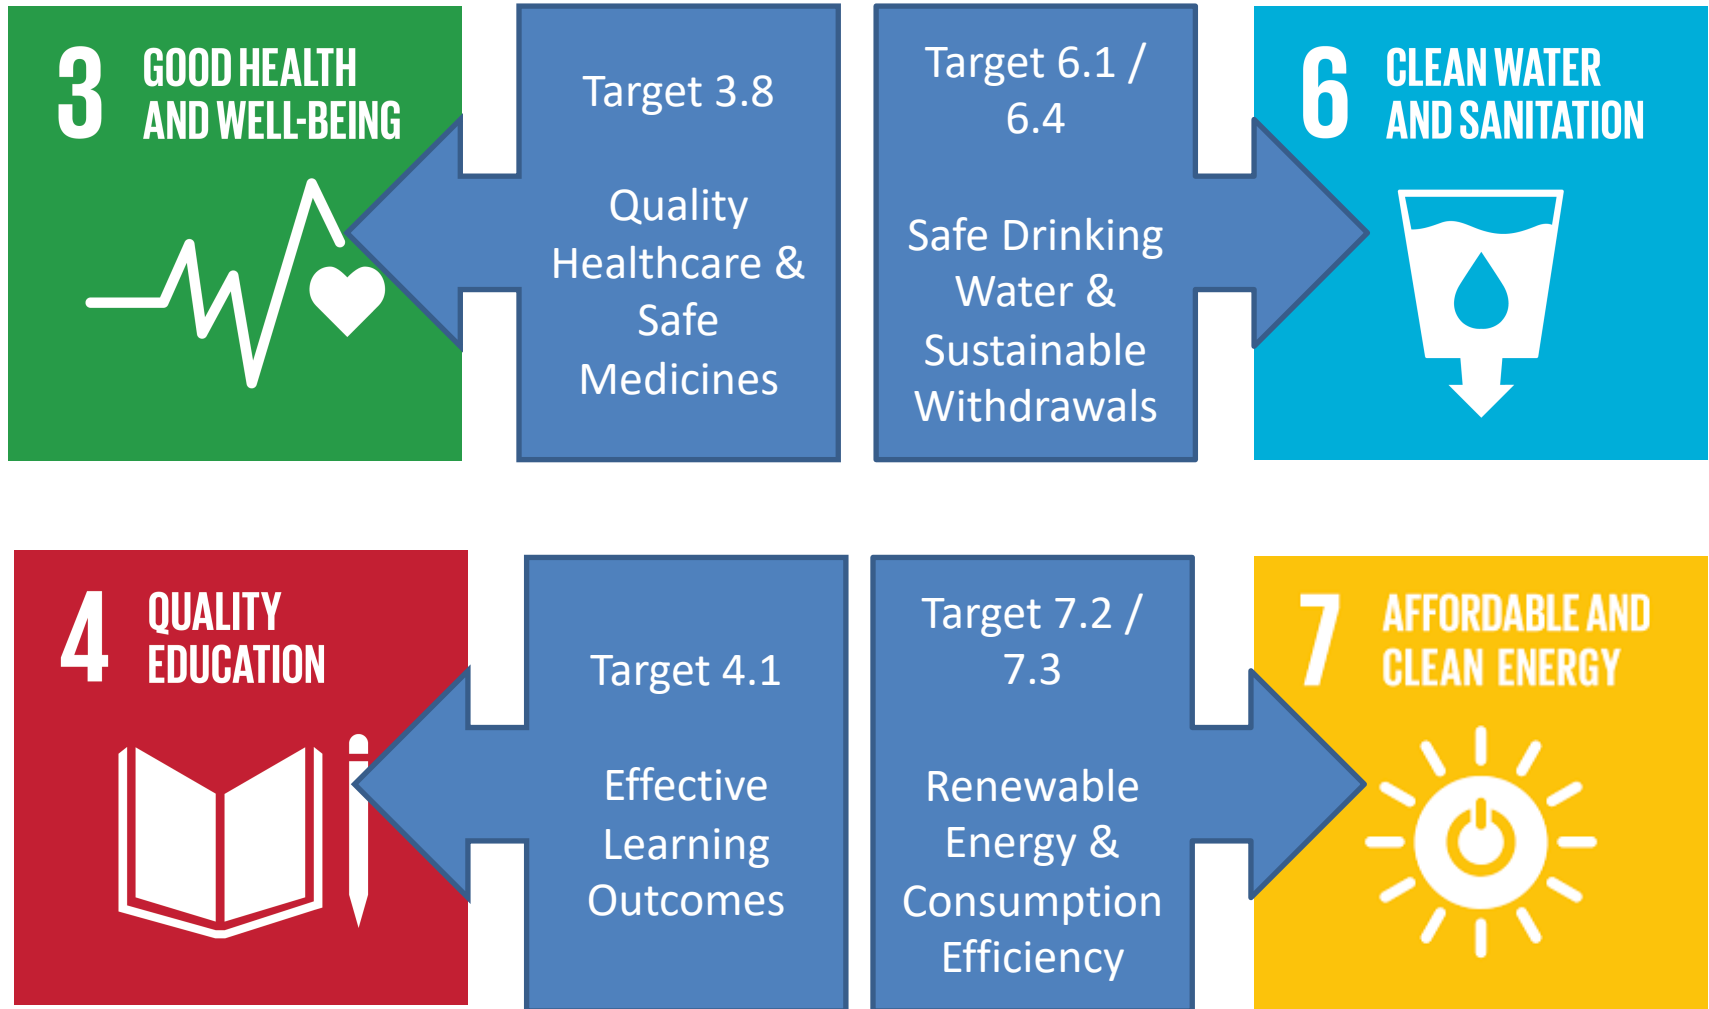 3
GOOD HEALTH
AND WELL-BEING
Target 3.8
Quality
Healthcare &
Safe
Medicines
Target 6.1 /
6.4
Safe Drinking
Water &
Sustainable
Withdrawals
6
CLEAN WATER
AND SANITATION
4
QUALITY
EDUCATION
Target 4.1
Effective
Learning
Outcomes
Target 7.2 /
7.3
Renewable
Energy &
Consumption
Efficiency
7
AFFORDABLE AND
CLEAN ENERGY